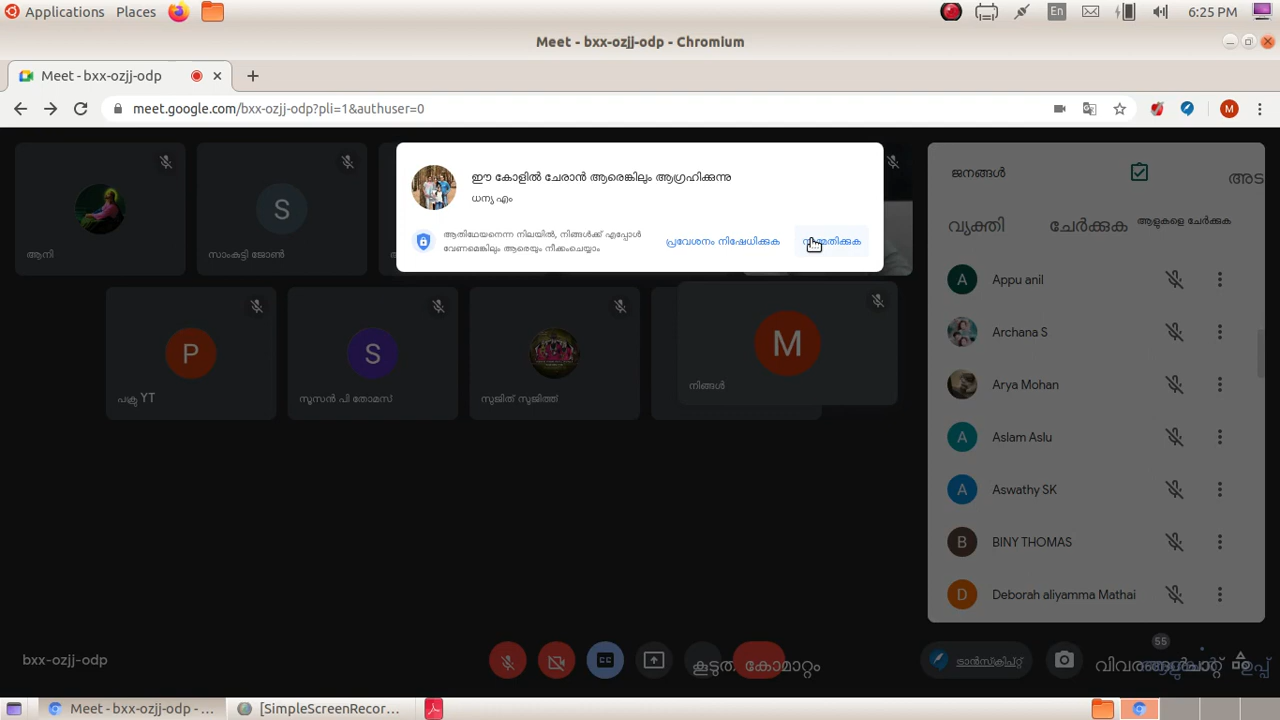 Applications Places En 6:25 PM
Meet - bxx-ozjj-odp - Chromium
Meet - bxx-ozjj-odp
meet.google.com/bxx-ozjj-odp?pli=1&authuser=0 M
ഈ കോളിൽ ചേരാൻ ആരെങ്കിലും ആഗ്രഹിക്കുന്നു
ധന്യ എം
ആതിഥേയനെന്ന നിലയിൽ, നിങ്ങൾക്ക് എപ്പോൾ
വേണമെങ്കിലും ആരെയും നീക്കംചെയ്യാം
പ്രവേശനം നിഷേധിക്കുക
ജനങ്ങൾ
വ്യക്തി ചേർക്കുക ആളുകളെ ചേർക്കുക
S
ആനി സാംകുട്ടി ജോൺ
P S M
പക്രു YT സൂസൻ പി തോമസ് സുജിത് സുജിത്ത് നിങ്ങൾ
A Appu anil
Archana S
Arya Mohan
A Aslam Aslu
A Aswathy SK
B BINY THOMAS
D Deborah aliyamma Mathai
bxx-ozjj-odp
കോമാറ്റം
ട്രാൻസ്ക്രിപ്റ്റ്
55
Meet - bxx-ozjj-odp - ... [SimpleScreenRecor...